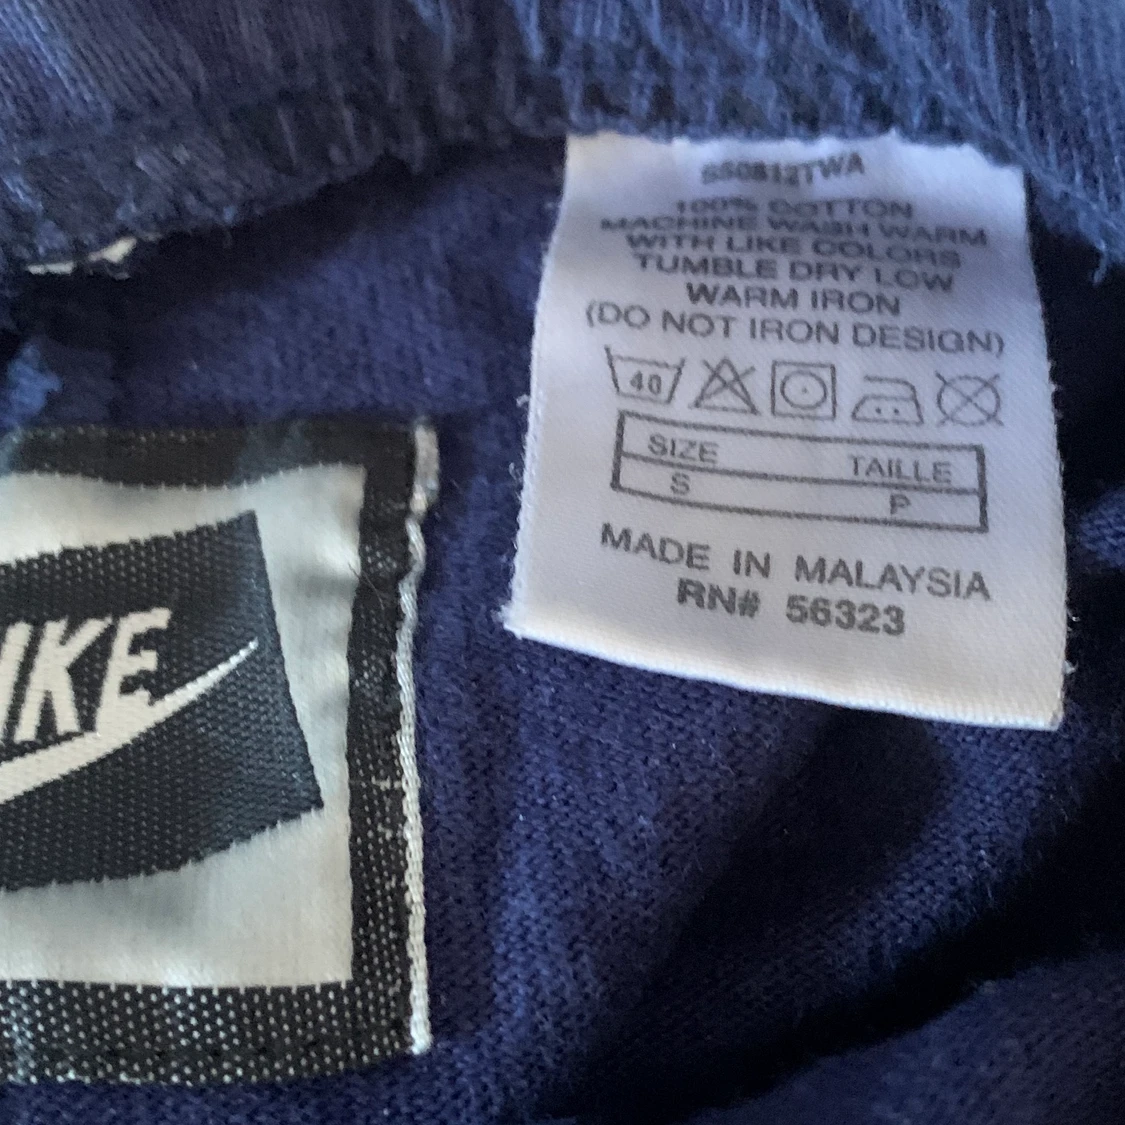 S50812TWA
100% COTTON
MACHINE WASH WARM
WITH LIKE COLORS
TUMBLE DRY LOW
WARM IRON
(DO NOT IRON DESIGN)
40
SIZE TAILLE
S P
MADE IN MALAYSIA
RN# 56323
IKE